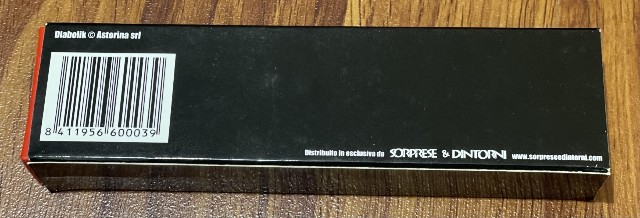 Diabolik © Astorina srl
8 411956 600039
Distribuito in esclusiva da SORPRESE & DINTORNI www.sorpreseedintorni.com